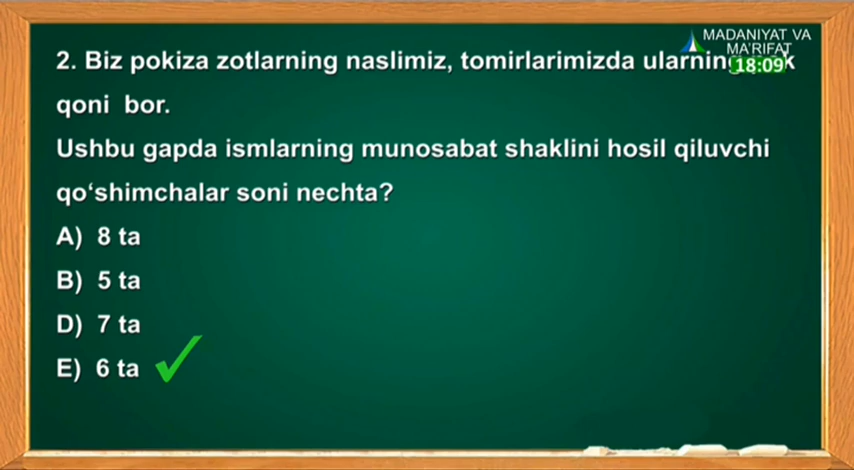 MADANIYAT VA
MA'RIFAT
18:09
2. Biz pokiza zotlarning naslimiz, tomirlarimizda
qoni bor.
Ushbu gapda ismlarning munosabat shaklini hosil qiluvchi
qo‘shimchalar soni nechta?
A) 8 ta
B) 5 ta
D) 7 ta
E) 6 ta